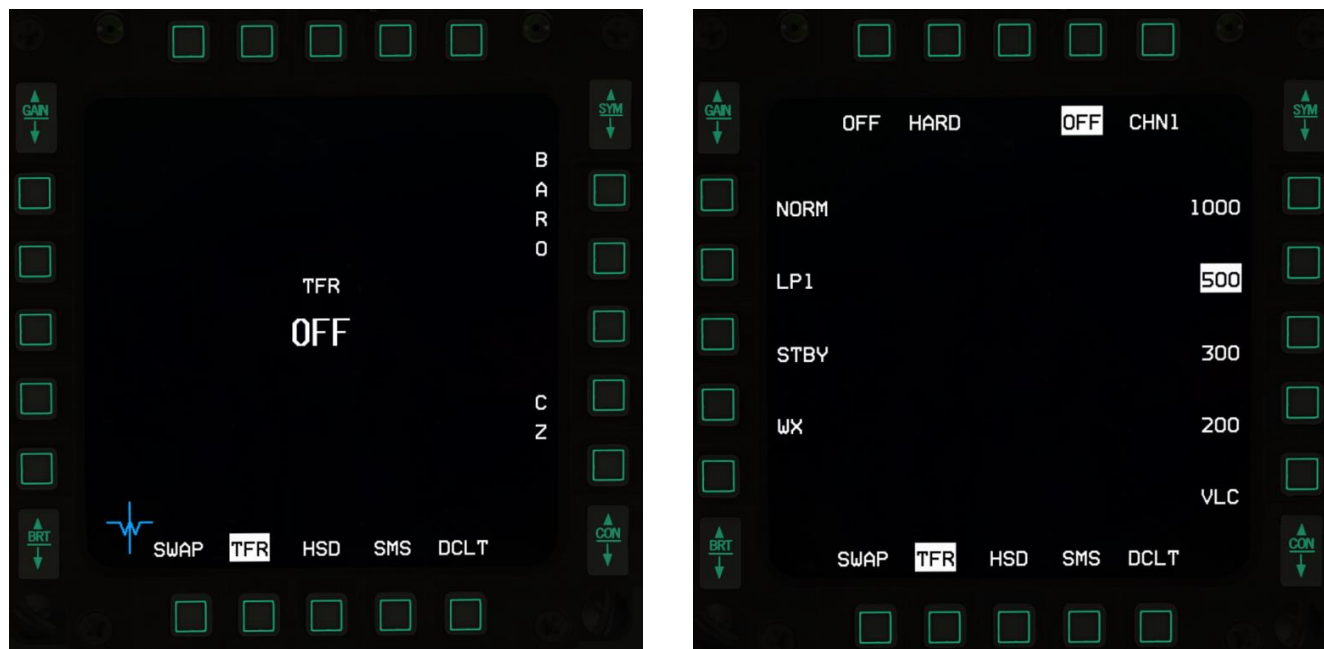 GAIN
SYM
B
A
R
O
TFR
OFF
C
Z
BRT
CON
SWAP TFR HSD SMS DCLT
GAIN
SYM
OFF HARD OFF CHN1
NORM 1000
LP1 500
STBY 300
WX 200
VLC
BRT
CON
SWAP TFR HSD SMS DCLT